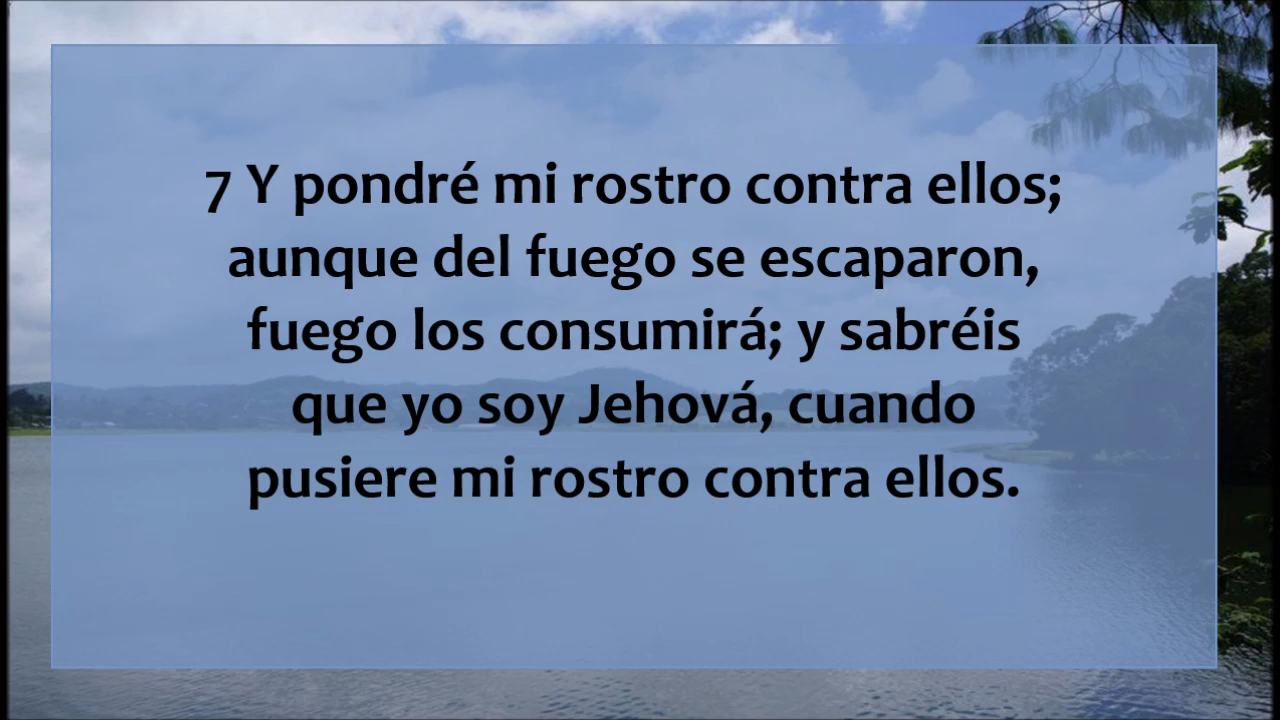 7 Y pondré mi rostro contra ellos;
aunque del fuego se escaparon,
fuego los consumirá; y sabréis
que yo soy Jehová, cuando
pusiere mi rostro contra ellos.